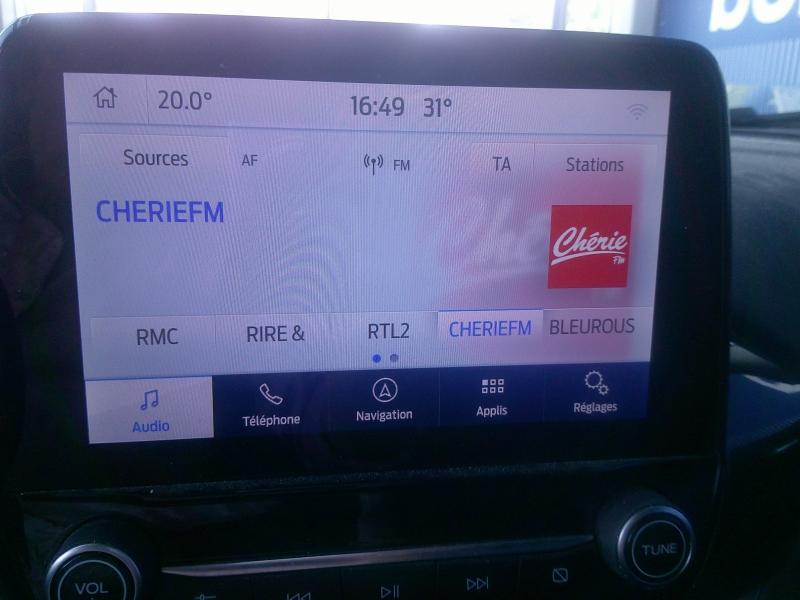 20.0° 16:49 31°
Sources AF FM TA Stations
CHERIEFM
Chérie
FM
RMC RIRE & RTL2 CHERIEFM BLEUROUS
Audio Téléphone Navigation Applis Réglages
VOL TUNE